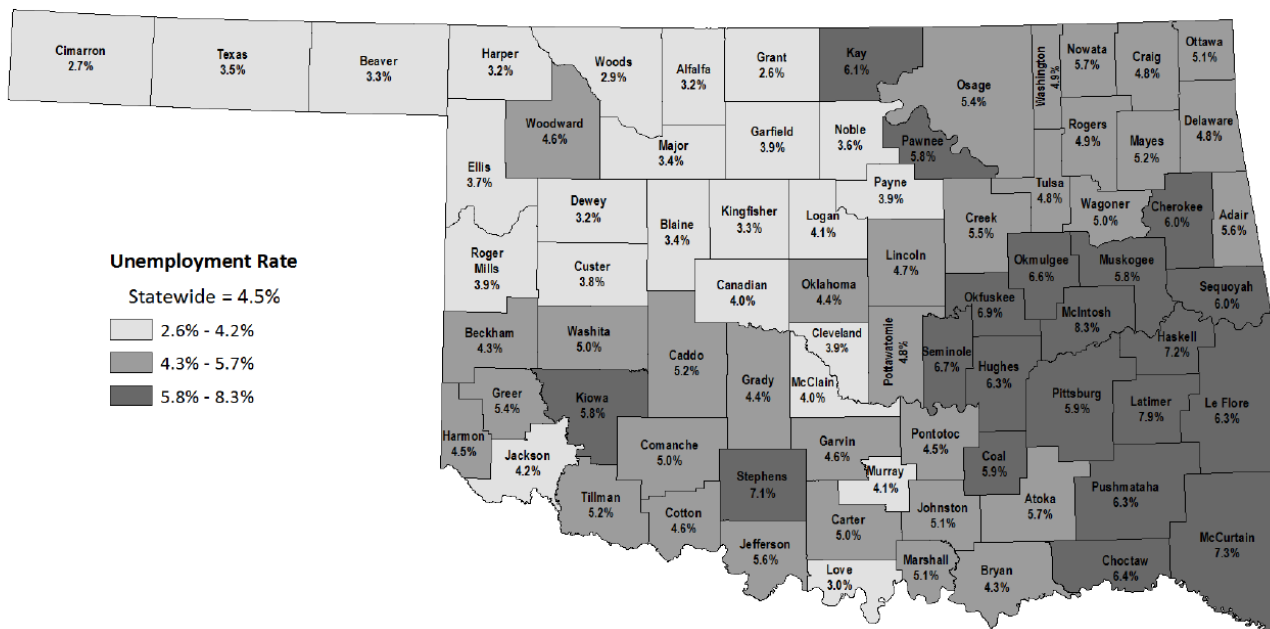 Cimarron
2.7%
Texas
3.5%
Beaver
3.3%
Harper
3.2%
Woods
2.9%
Alfalfa
3.2%
Grant
2.6%
Kay
6.1%
Osage
5.4%
Washington
4.9%
Nowata
5.7%
Craig
4.8%
Ottawa
5.1%
Woodward
4.6%
Ellis
3.7%
Major
3.4%
Garfield
3.9%
Noble
3.6%
Pawnee
5.8%
Rogers
4.9%
Mayes
5.2%
Delaware
4.8%
Dewey
3.2%
Blaine
3.4%
Kingfisher
3.3%
Logan
4.1%
Payne
3.9%
Creek
5.5%
Tulsa
4.8%
Wagoner
5.0%
Cherokee
6.0%
Adair
5.6%
Roger
Mills
3.9%
Custer
3.8%
Canadian
4.0%
Oklahoma
4.4%
Lincoln
4.7%
Okmulgee
6.6%
Muskogee
5.8%
Sequoyah
6.0%
Unemployment Rate
Statewide = 4.5%
2.6% - 4.2%
4.3% - 5.7%
5.8% - 8.3%
Beckham
4.3%
Washita
5.0%
Caddo
5.2%
Grady
4.4%
Cleveland
3.9%
McClain
4.0%
Pottawatomie
4.8%
Seminole
6.7%
Okfuskee
6.9%
Hughes
6.3%
McIntosh
8.3%
Haskell
7.2%
Pittsburg
5.9%
Latimer
7.9%
Le Flore
6.3%
Greer
5.4%
Kiowa
5.8%
Harmon
4.5%
Jackson
4.2%
Comanche
5.0%
Stephens
7.1%
Garvin
4.6%
Murray
4.1%
Pontotoc
4.5%
Coal
5.9%
Atoka
5.7%
Pushmataha
6.3%
McCurtain
7.3%
Tillman
5.2%
Cotton
4.6%
Jefferson
5.6%
Carter
5.0%
Johnston
5.1%
Love
3.0%
Marshall
5.1%
Bryan
4.3%
Choctaw
6.4%